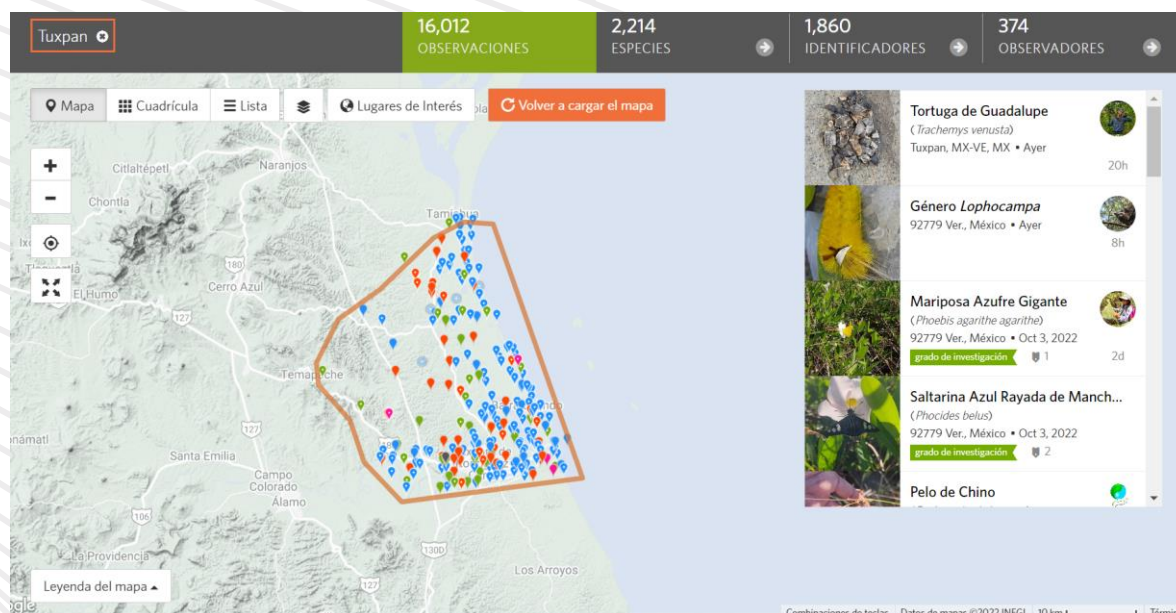 Tuxpan
16,012
OBSERVACIONES
2,214
ESPECIES
1,860
IDENTIFICADORES
374
OBSERVADORES
Mapa
Cuadrícula
Lista
Lugares de Interés
Volver a cargar el mapa
Citlaltépetl
Naranjos
Chontla
Tamiahua
180
Cerro Azul
El Humo
127
Temapache
127
Santa Emilia
Campo
Colorado
Álamo
106
La Providencia
130D
127
Los Arroyos
Leyenda del mapa
Tortuga de Guadalupe
(Trachemys venusta)
Tuxpan, MX-VE, MX • Ayer
20h
Género Lophocampa
92779 Ver., México • Ayer
8h
Mariposa Azufre Gigante
(Phoebis agarithe agarithe)
92779 Ver., México • Oct 3, 2022
grado de investigación 1
2d
Saltarina Azul Rayada de Manch...
(Phocides belus)
92779 Ver., México • Oct 3, 2022
grado de investigación 2
Pelo de Chino
Combinaciones de teclas
Datos de mapas ©2022 INEGI
10 km